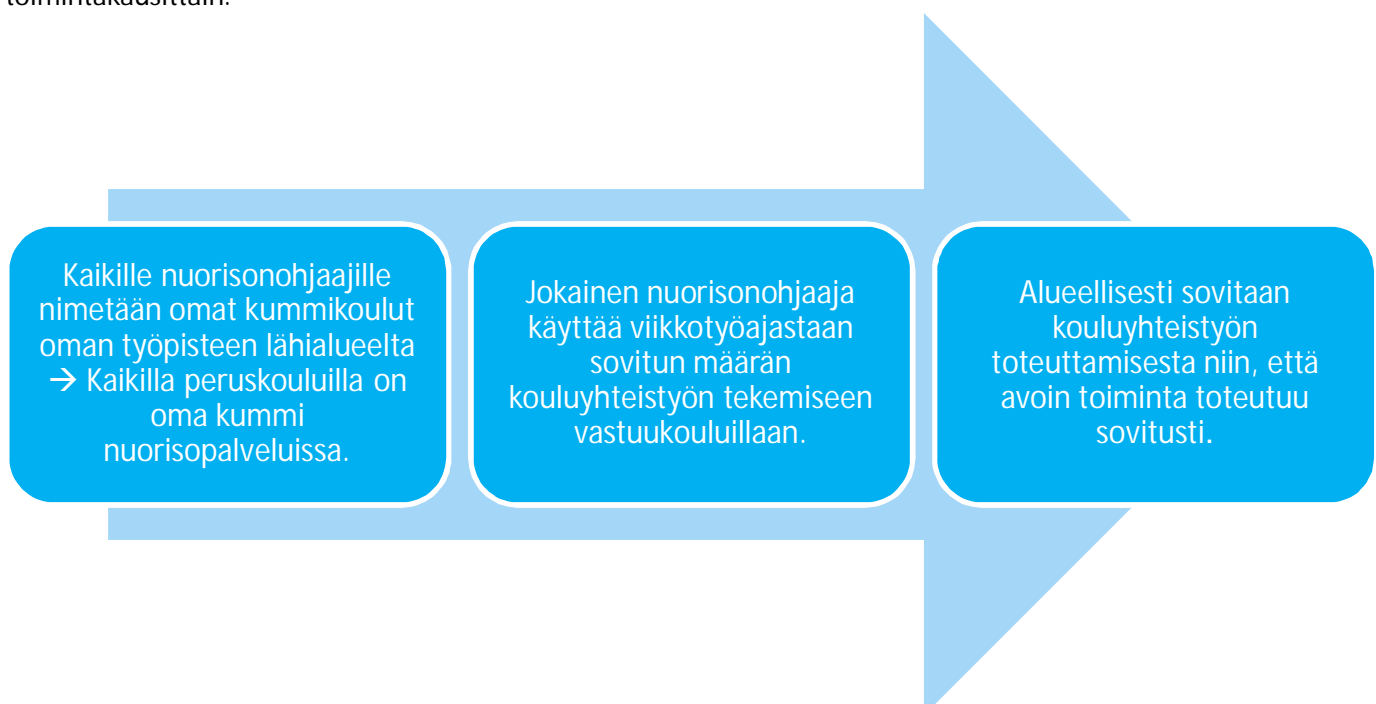 toimintakausittain.
Kaikille nuorisonohjaajille
nimetään omat kummikoulut
oman työpisteen lähialueelta
→ Kaikilla peruskouluilla on
oma kummi
nuorisopalveluissa.
Jokainen nuorisonohjaaja
käyttää viikkotyöajastaan
sovitun määrän
kouluyhteistyön tekemiseen
vastuukouluillaan.
Alueellisesti sovitaan
kouluyhteistyön
toteuttamisesta niin, että
avoin toiminta toteutuu
sovitusti.